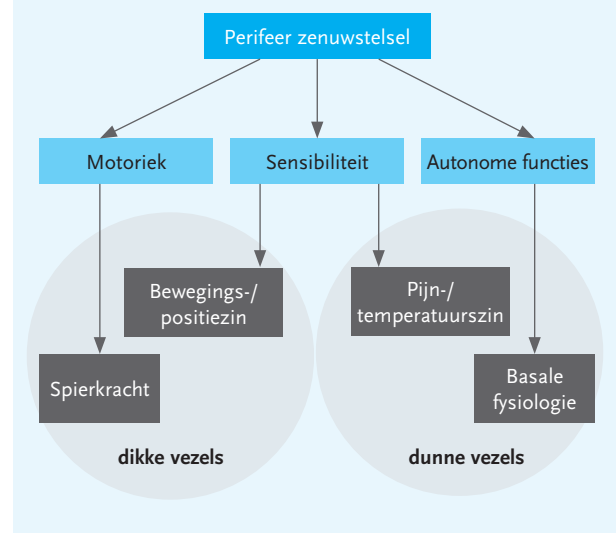 Perifeer zenuwstelsel
Motoriek
Sensibiliteit
Autonome functies
Bewegings-/
positiezin
Pijn-/
temperatuurszin
Spierkracht
Basale
fysiologie
dikke vezels
dunne vezels